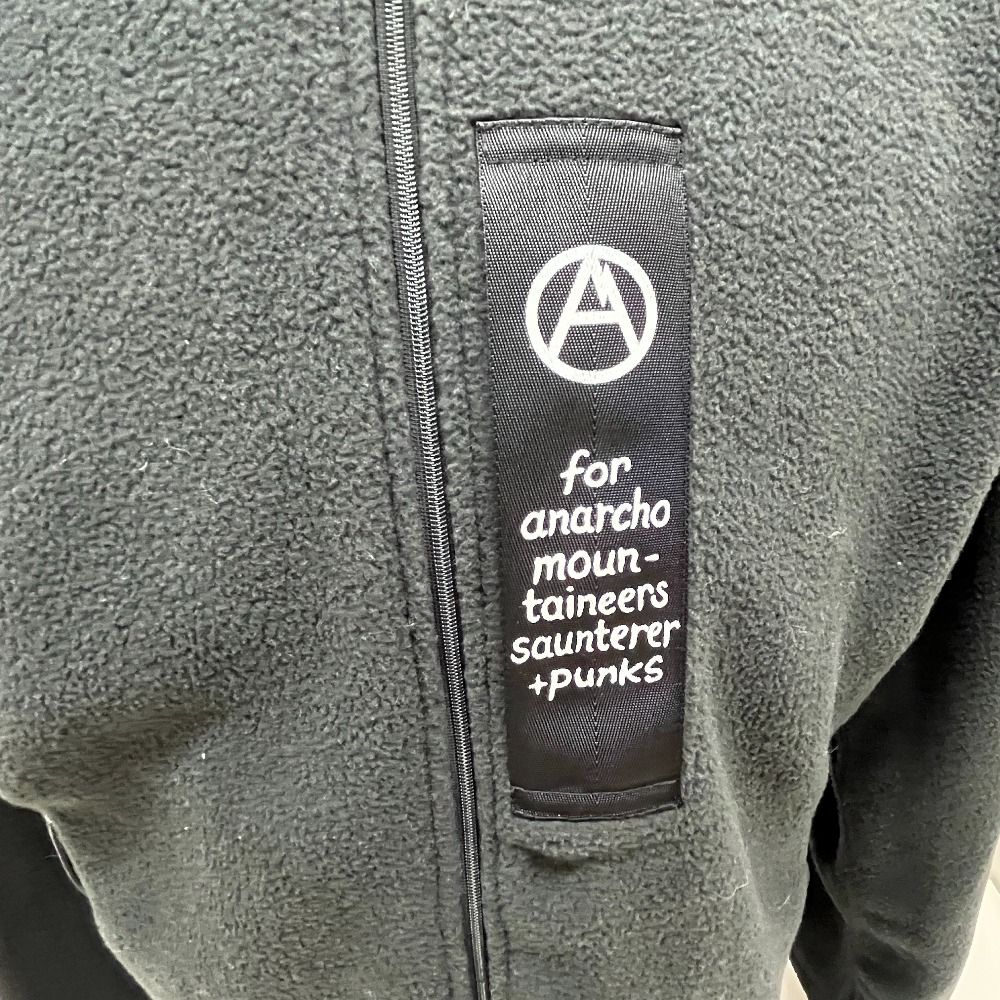 for
anarcho
moun-
taineers
saunterer
+punks